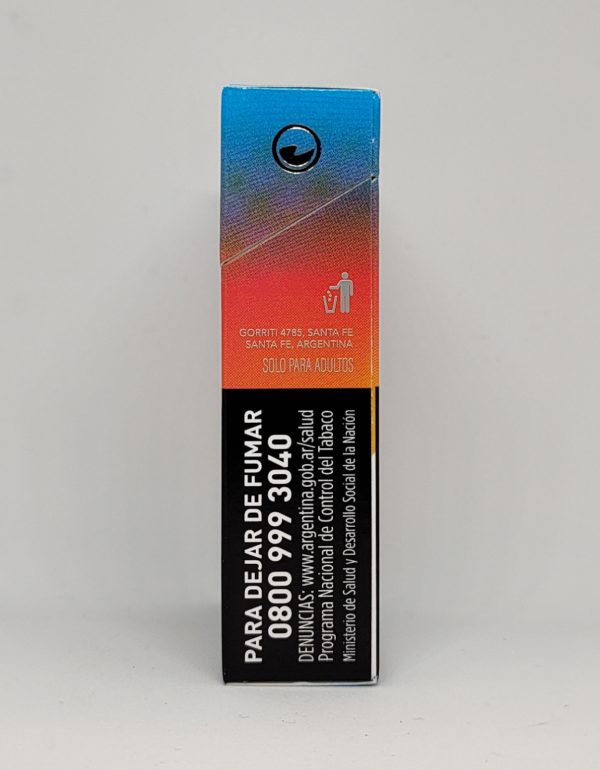 GORRITI 4785, SANTA FE
SANTA FE, ARGENTINA
SOLO PARA ADULTOS
PARA DEJAR DE FUMAR
0800 999 3040
DENUNCIAS: www.argentina.gob.ar/salud
Programa Nacional de Control del Tabaco
Ministerio de Salud y Desarrollo Social de la Nación